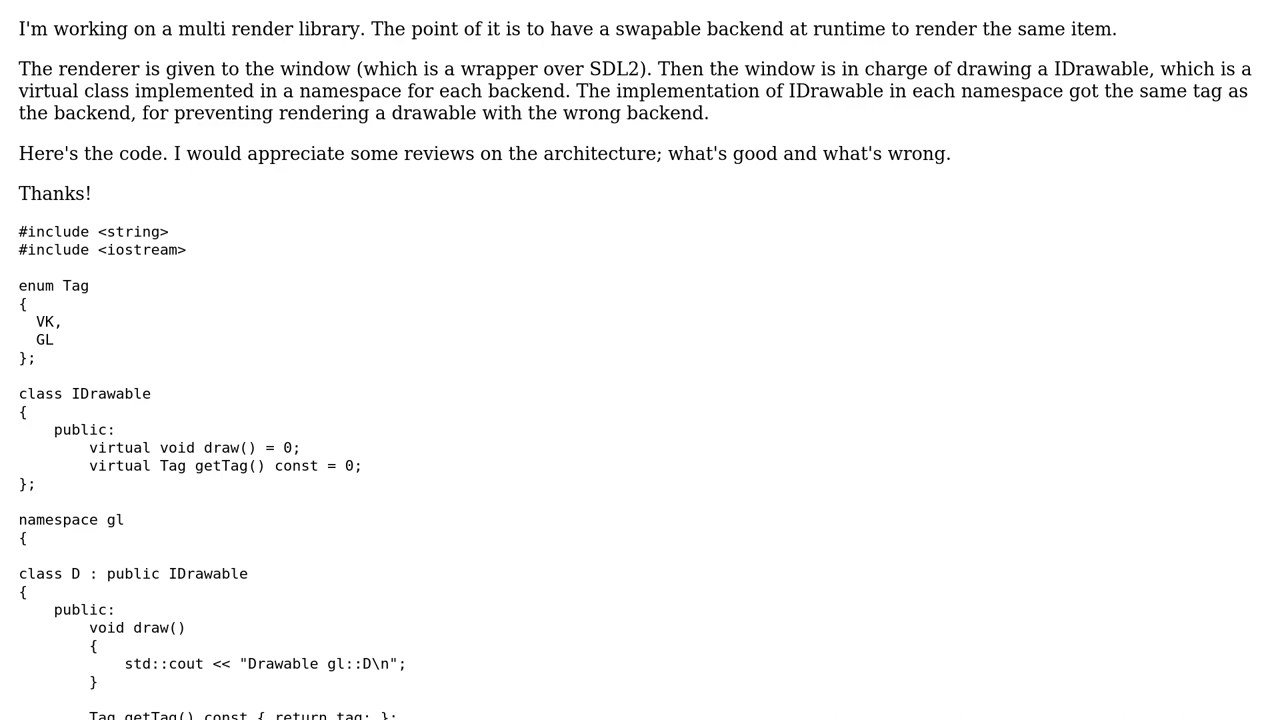 I'm working on a multi render library. The point of it is to have a swapable backend at runtime to render the same item.
The renderer is given to the window (which is a wrapper over SDL2). Then the window is in charge of drawing a IDrawable, which is a
virtual class implemented in a namespace for each backend. The implementation of IDrawable in each namespace got the same tag as
the backend, for preventing rendering a drawable with the wrong backend.
Here's the code. I would appreciate some reviews on the architecture; what's good and what's wrong.
Thanks!
#include <string>
#include <iostream>
enum Tag
{
  VK,
  GL
};
class IDrawable
{
    public:
        virtual void draw() = 0;
        virtual Tag getTag() const = 0;
};
namespace gl
{
class D : public IDrawable
{
    public:
        void draw()
        {
            std::cout << "Drawable gl::D\n";
        }
        Tag getTag() const { return tag; };